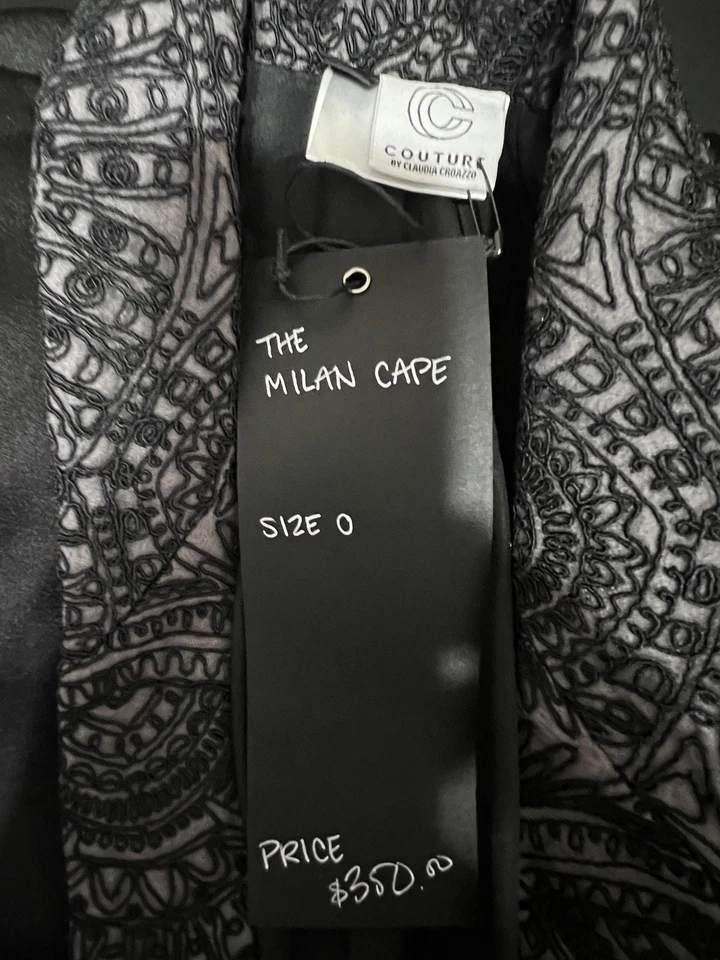 COUTURE
BY CLAUDIA CROAZZO
THE
MILAN CAPE
SIZE 0
PRICE
$350.00